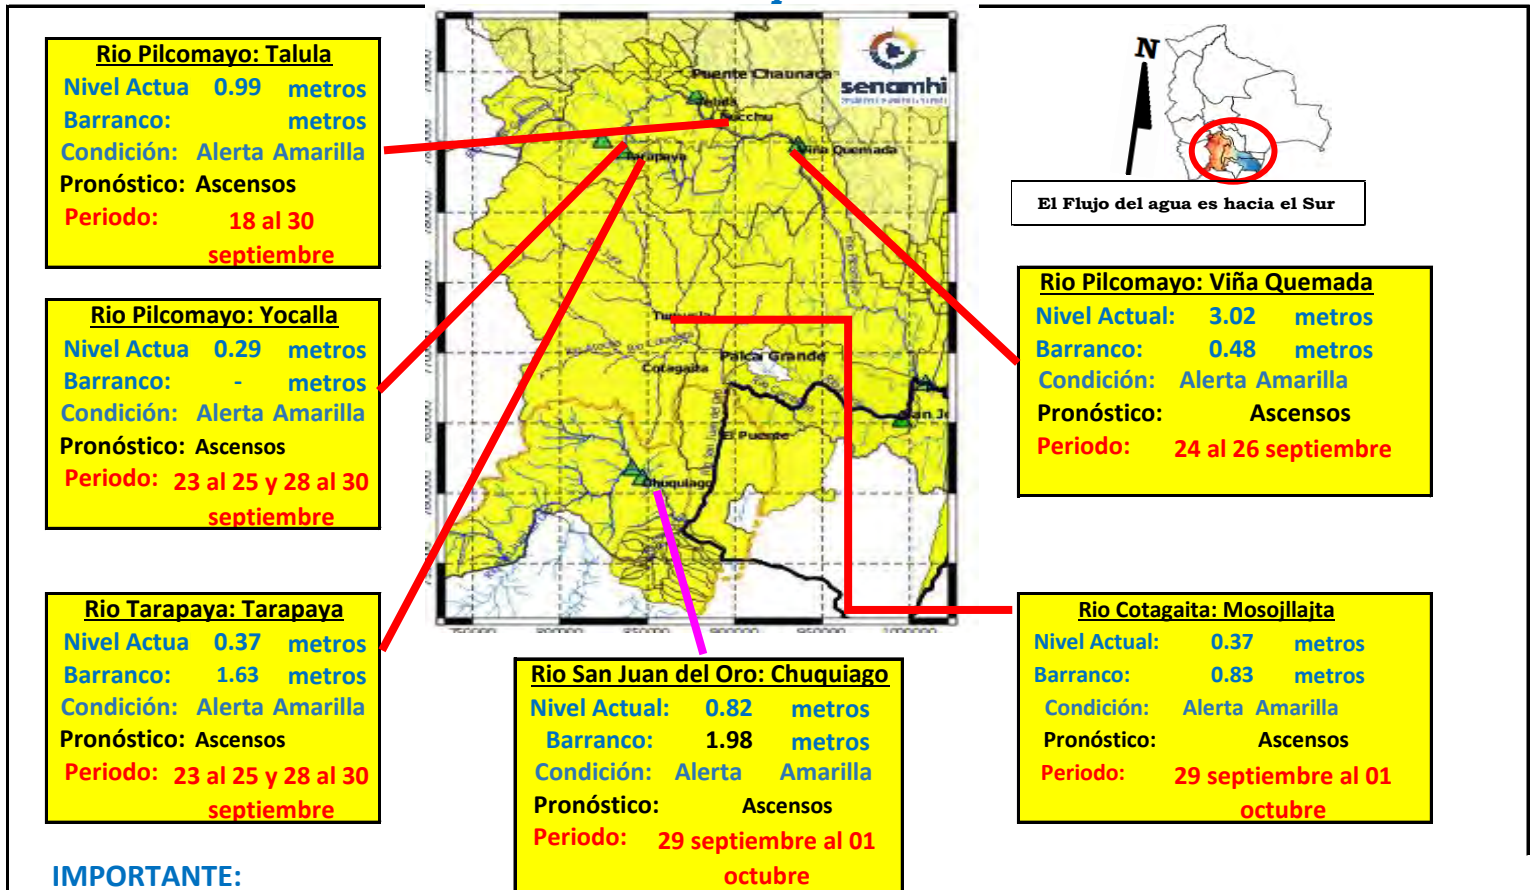 Rio Pilcomayo: Talula
Nivel Actua 0.99 metros
Barranco: metros
Condición: Alerta Amarilla
Pronóstico: Ascensos
Periodo: 18 al 30
septiembre
Rio Pilcomayo: Yocalla
Nivel Actua 0.29 metros
Barranco: - metros
Condición: Alerta Amarilla
Pronóstico: Ascensos
Periodo: 23 al 25 y 28 al 30
septiembre
Rio Tarapaya: Tarapaya
Nivel Actua 0.37 metros
Barranco: 1.63 metros
Condición: Alerta Amarilla
Pronóstico: Ascensos
Periodo: 23 al 25 y 28 al 30
septiembre
IMPORTANTE:
senamhi
Puente Chaunaca
Talula
Viña Quemada
Tarapaya
Cotagaita
Palca Grande
El Puente
Chuquiago
750000 800000 850000 900000 950000 1000000
Rio San Juan del Oro: Chuquiago
Nivel Actual: 0.82 metros
Barranco: 1.98 metros
Condición: Alerta Amarilla
Pronóstico: Ascensos
Periodo: 29 septiembre al 01
octubre
N
El Flujo del agua es hacia el Sur
Rio Pilcomayo: Viña Quemada
Nivel Actual: 3.02 metros
Barranco: 0.48 metros
Condición: Alerta Amarilla
Pronóstico: Ascensos
Periodo: 24 al 26 septiembre
Rio Cotagaita: Mosojllajta
Nivel Actual: 0.37 metros
Barranco: 0.83 metros
Condición: Alerta Amarilla
Pronóstico: Ascensos
Periodo: 29 septiembre al 01
octubre